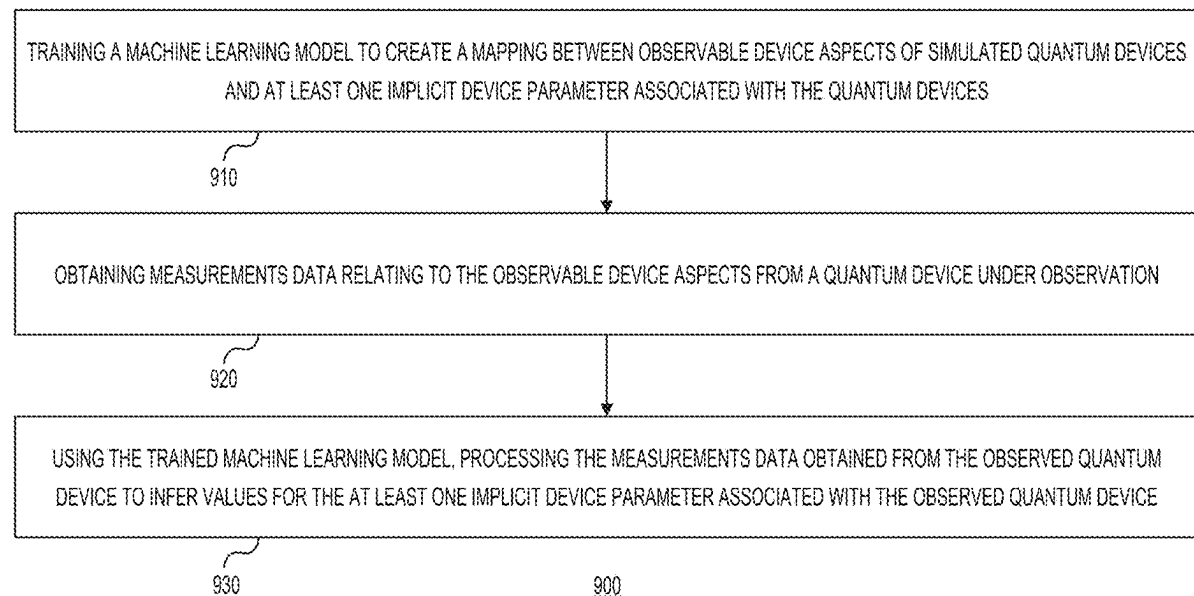 TRAINING A MACHINE LEARNING MODEL TO CREATE A MAPPING BETWEEN OBSERVABLE DEVICE ASPECTS OF SIMULATED QUANTUM DEVICES
AND AT LEAST ONE IMPLICIT DEVICE PARAMETER ASSOCIATED WITH THE QUANTUM DEVICES
910
OBTAINING MEASUREMENTS DATA RELATING TO THE OBSERVABLE DEVICE ASPECTS FROM A QUANTUM DEVICE UNDER OBSERVATION
920
USING THE TRAINED MACHINE LEARNING MODEL, PROCESSING THE MEASUREMENTS DATA OBTAINED FROM THE OBSERVED QUANTUM
DEVICE TO INFER VALUES FOR THE AT LEAST ONE IMPLICIT DEVICE PARAMETER ASSOCIATED WITH THE OBSERVED QUANTUM DEVICE
930
900